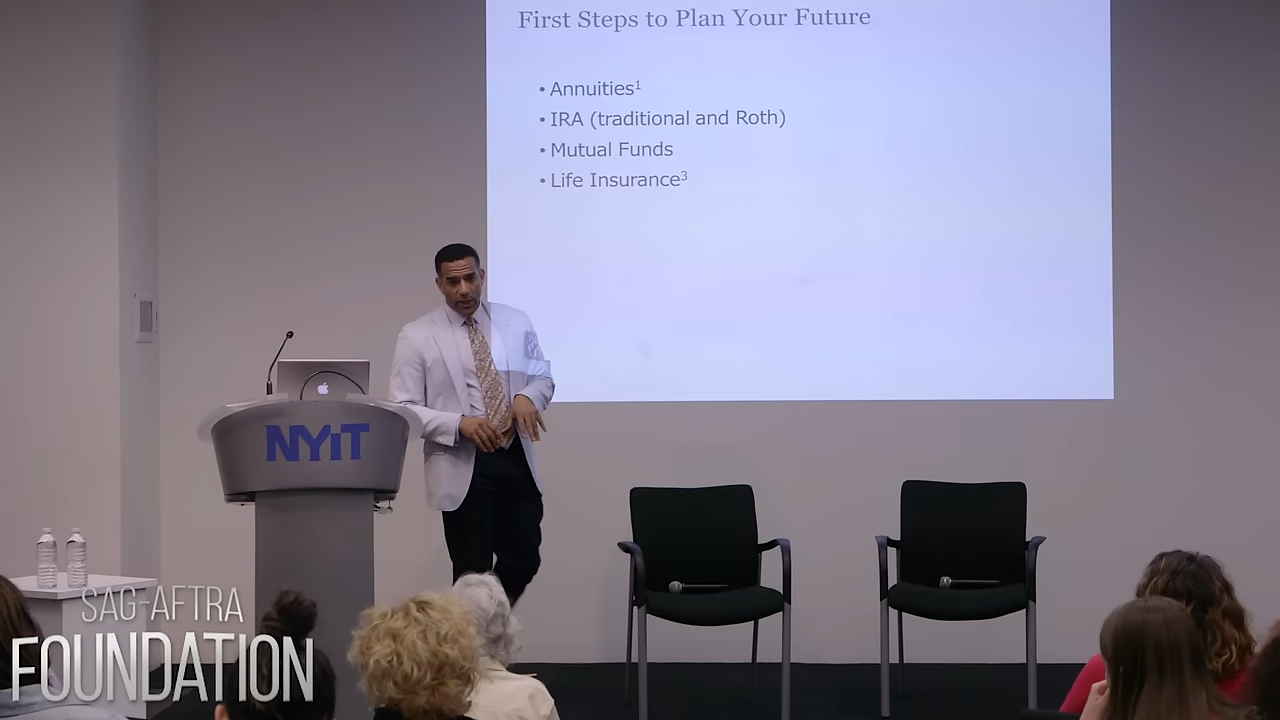 First Steps to Plan Your Future
• Annuities¹
• IRA (traditional and Roth)
• Mutual Funds
• Life Insurance³
NYiT
SAG-AFTRA
FOUNDATION